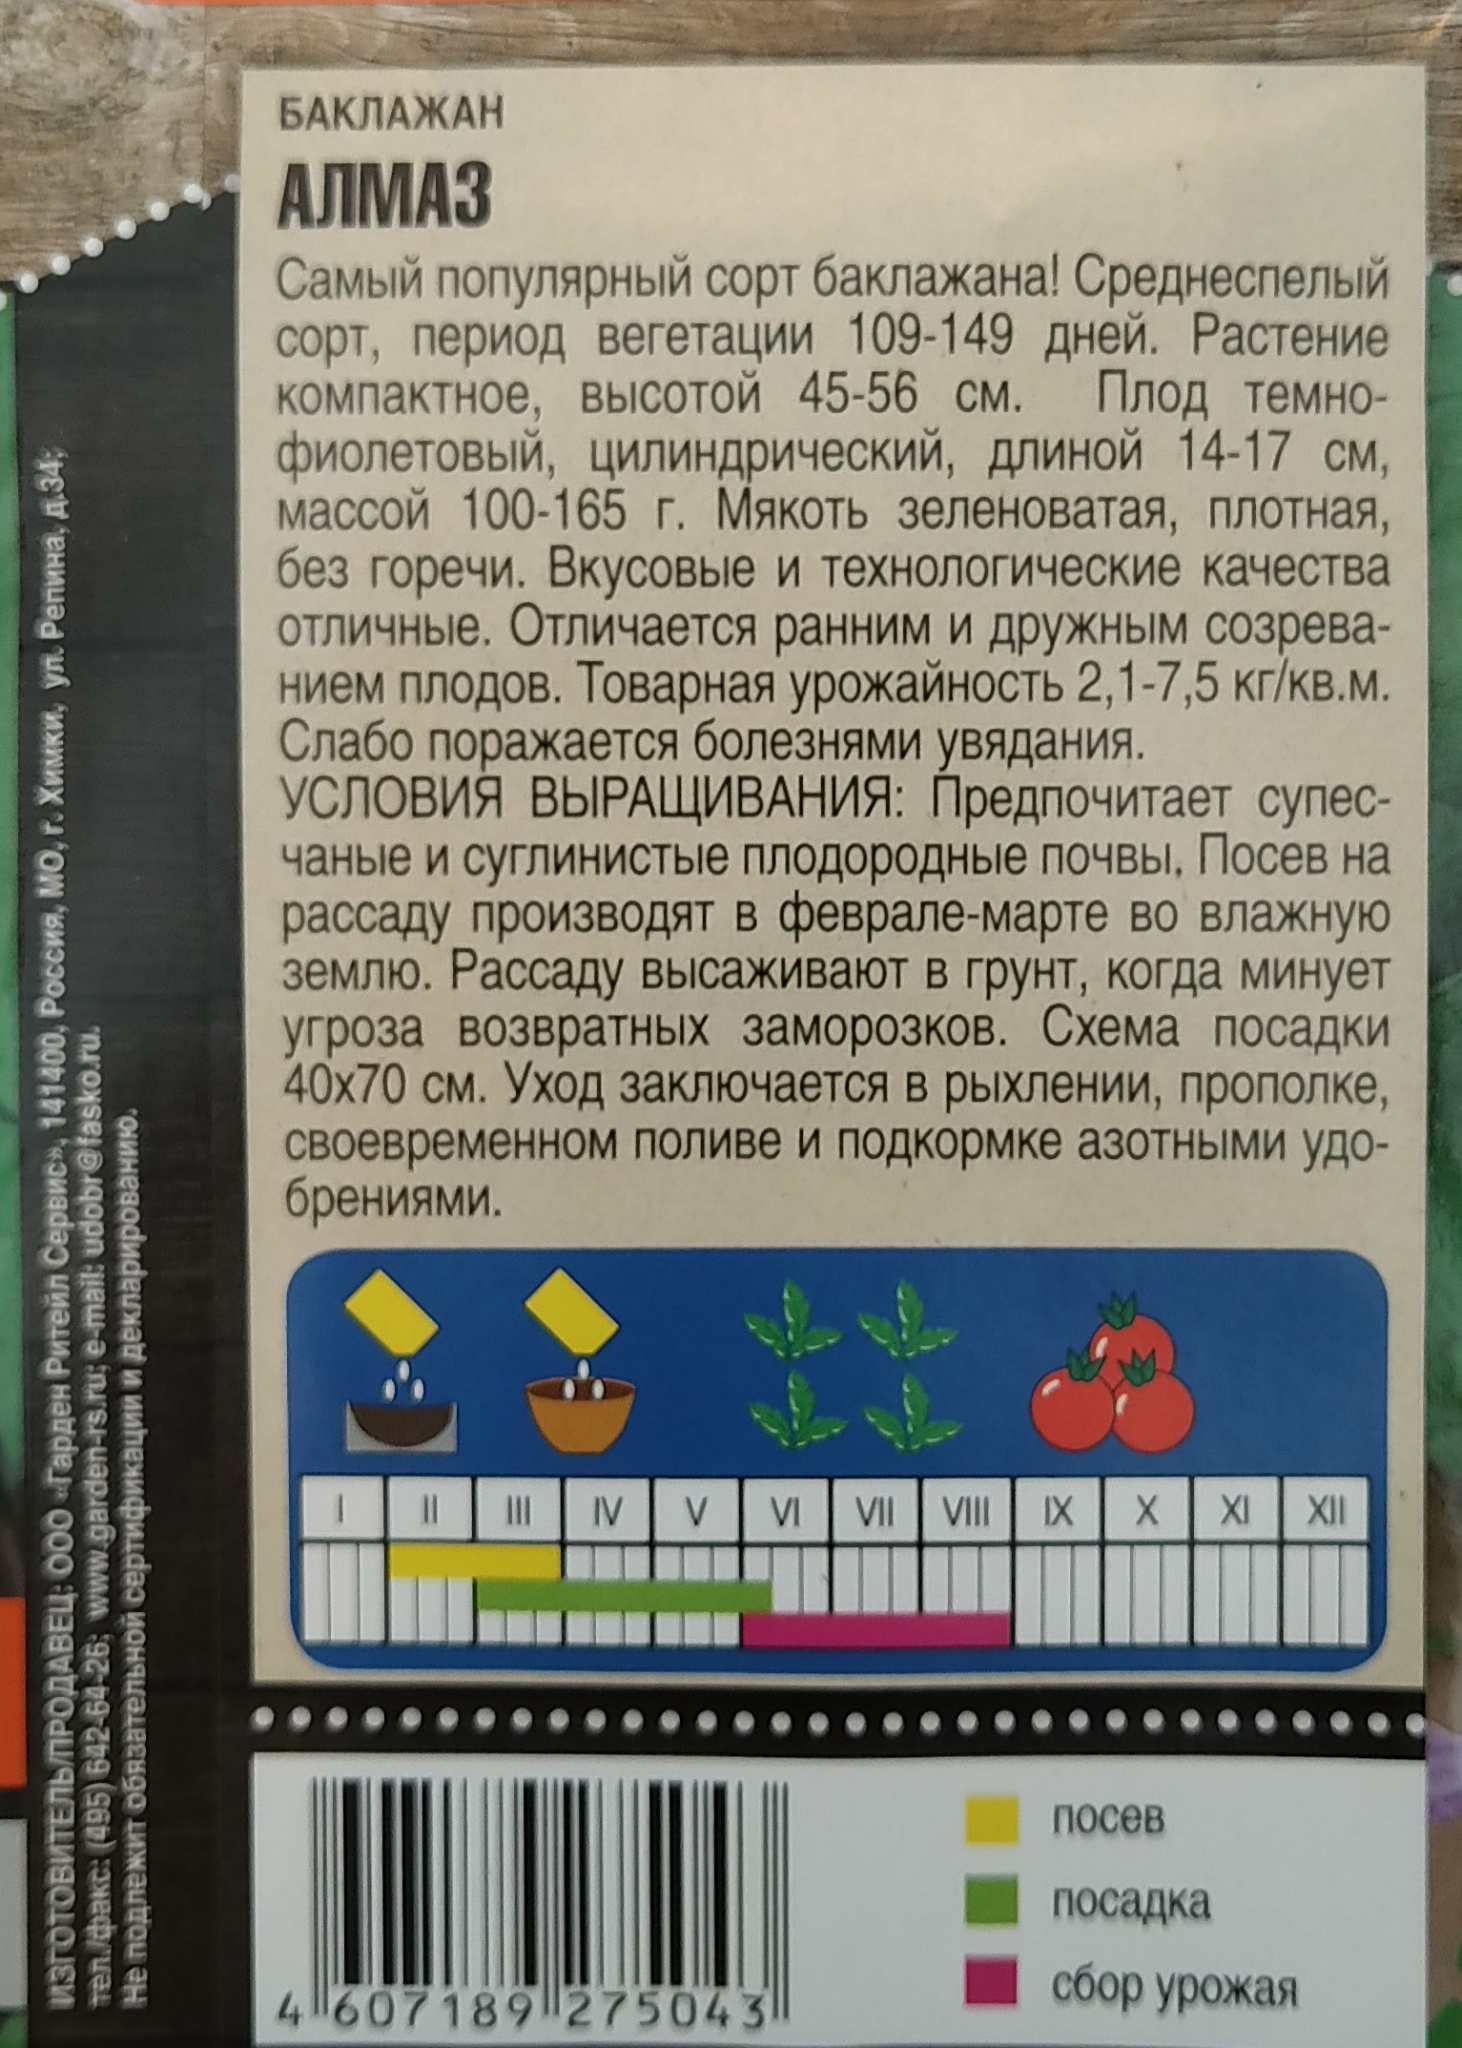 БАКЛАЖАН
АЛМАЗ
Самый популярный сорт баклажана! Среднеспелый
сорт, период вегетации 109-149 дней. Растение
компактное, высотой 45-56 см. Плод темно-
фиолетовый, цилиндрический, длиной 14-17 см,
массой 100-165 г. Мякоть зеленоватая, плотная,
без горечи. Вкусовые и технологические качества
отличные. Отличается ранним и дружным созрева-
нием плодов. Товарная урожайность 2,1-7,5 кг/кв.м.
Слабо поражается болезнями увядания.
УСЛОВИЯ ВЫРАЩИВАНИЯ: Предпочитает супес-
чаные и суглинистые плодородные почвы. Посев на
рассаду производят в феврале-марте во влажную
землю. Рассаду высаживают в грунт, когда минует
угроза возвратных заморозков. Схема посадки
40х70 см. Уход заключается в рыхлении, прополке,
своевременном поливе и подкормке азотными удо-
брениями.
I II III IV V VI VII VIII IX X XI XII
посев
посадка
сбор урожая
4 607189 275043
ИЗГОТОВИТЕЛЬ/ПРОДАВЕЦ: ООО «Гарден Ритейл Сервис», 141400, Россия, МО, г. Химки, ул. Репина, д.34;
тел./факс: (495) 642-64-26; www.garden-rs.ru; e-mail: udobr@fasko.ru.
Не подлежит обязательной сертификации и декларированию.